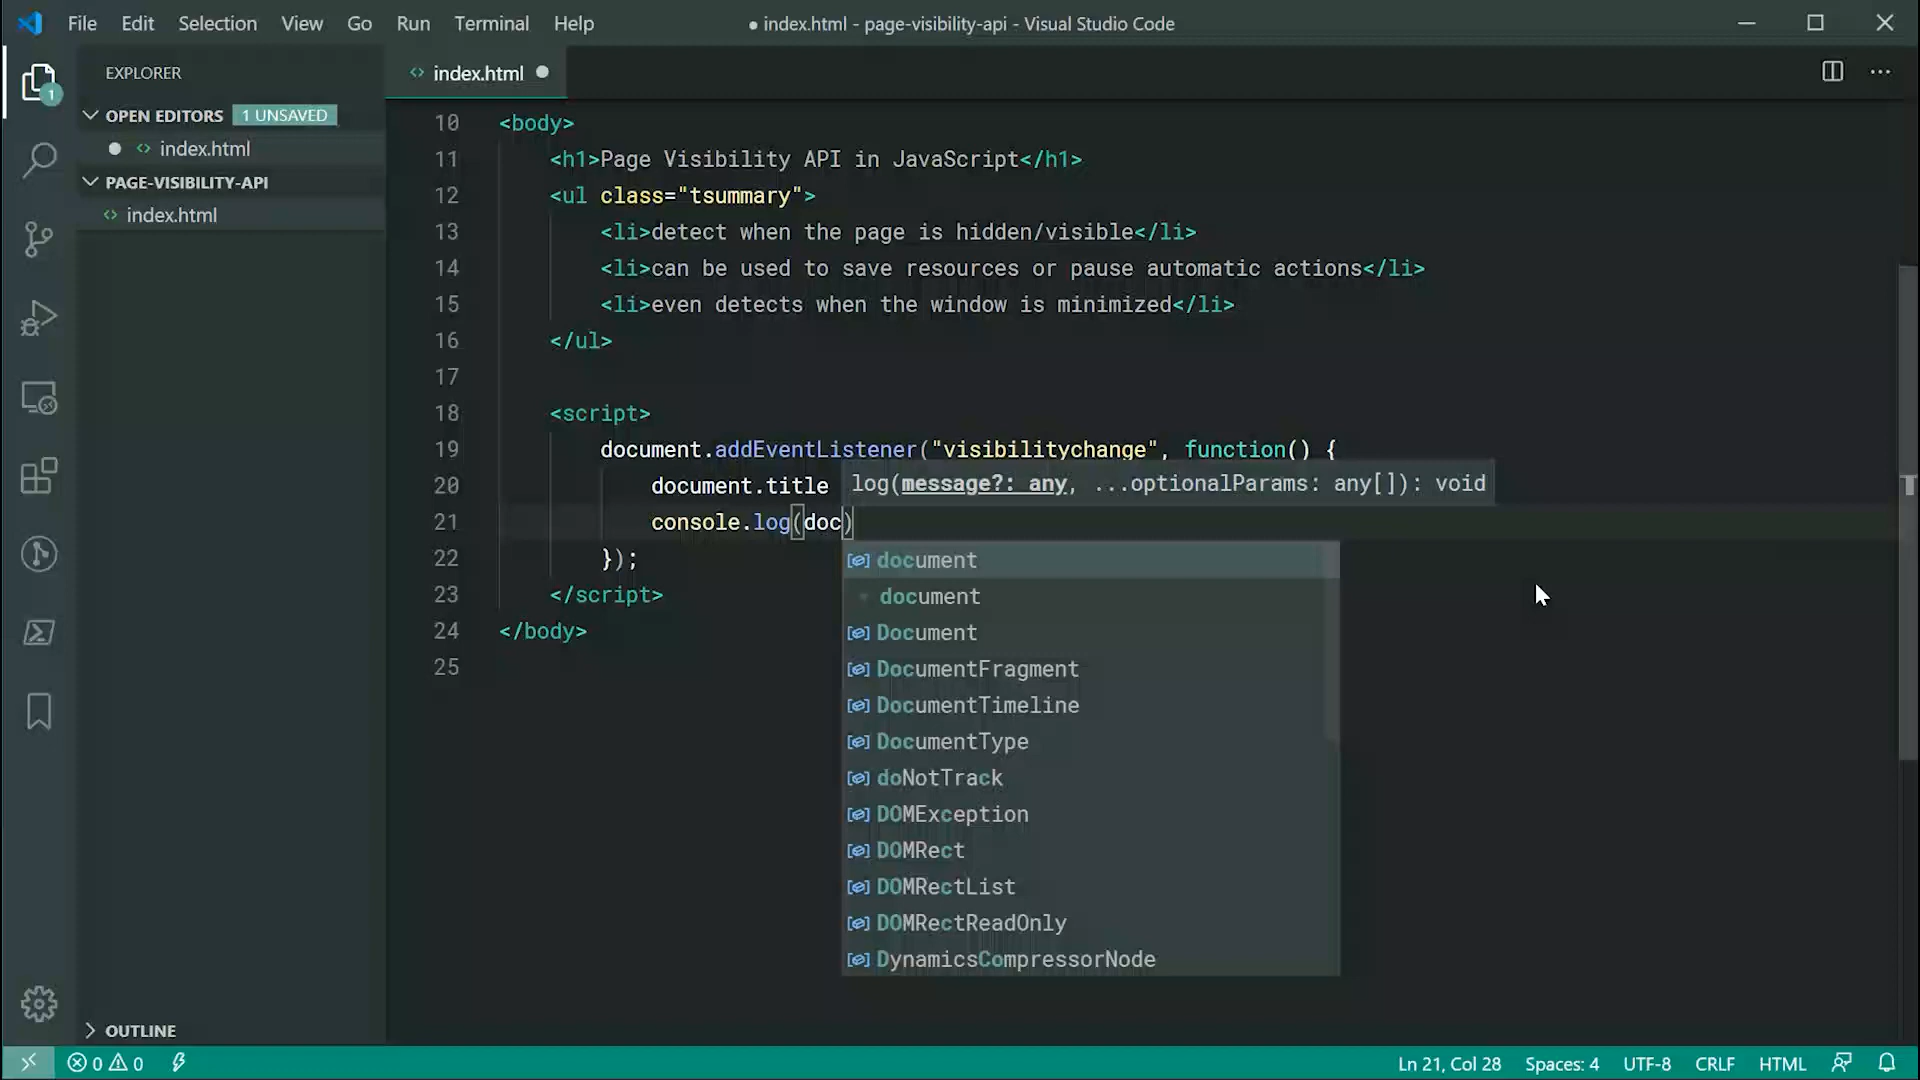 File Edit Selection View Go Run Terminal Help
● index.html - page-visibility-api - Visual Studio Code
EXPLORER
1
OPEN EDITORS 1 UNSAVED
index.html
PAGE-VISIBILITY-API
index.html
OUTLINE
index.html
10 <body>
11 <h1>Page Visibility API in JavaScript</h1>
12 <ul class="tsummary">
13 <li>detect when the page is hidden/visible</li>
14 <li>can be used to save resources or pause automatic actions</li>
15 <li>even detects when the window is minimized</li>
16 </ul>
17
18 <script>
19 document.addEventListener("visibilitychange", function() {
20 document.title
log(message?: any, ...optionalParams: any[]): void
21 console.log(doc)
22 });
23 </script>
24 </body>
25
document
document
Document
DocumentFragment
DocumentTimeline
DocumentType
doNotTrack
DOMException
DOMRect
DOMRectList
DOMRectReadOnly
DynamicsCompressorNode
0 0
Ln 21, Col 28 Spaces: 4 UTF-8 CRLF HTML